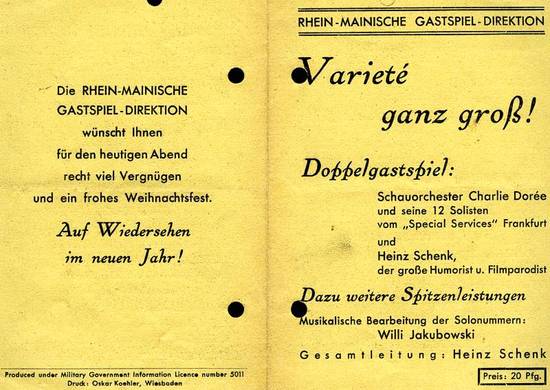 Die RHEIN-MAINISCHE
GASTSPIEL-DIREKTION
wünscht Ihnen
für den heutigen Abend
recht viel Vergnügen
und ein frohes Weihnachtsfest.
Auf Wiedersehen
im neuen Jahr!
Produced under Military Government Information Licence number 5011
Druck: Oskar Koehler, Wiesbaden
RHEIN-MAINISCHE GASTSPIEL-DIREKTION
Varieté
ganz groß!
Doppelgastspiel:
Schauorchester Charlie Dorée
und seine 12 Solisten
vom „Special Services" Frankfurt
und
Heinz Schenk,
der große Humorist u. Filmparodist
Dazu weitere Spitzenleistungen
Musikalische Bearbeitung der Solonummern:
Willi Jakubowski
Gesamtleitung: Heinz Schenk
Preis: 20 Pfg.